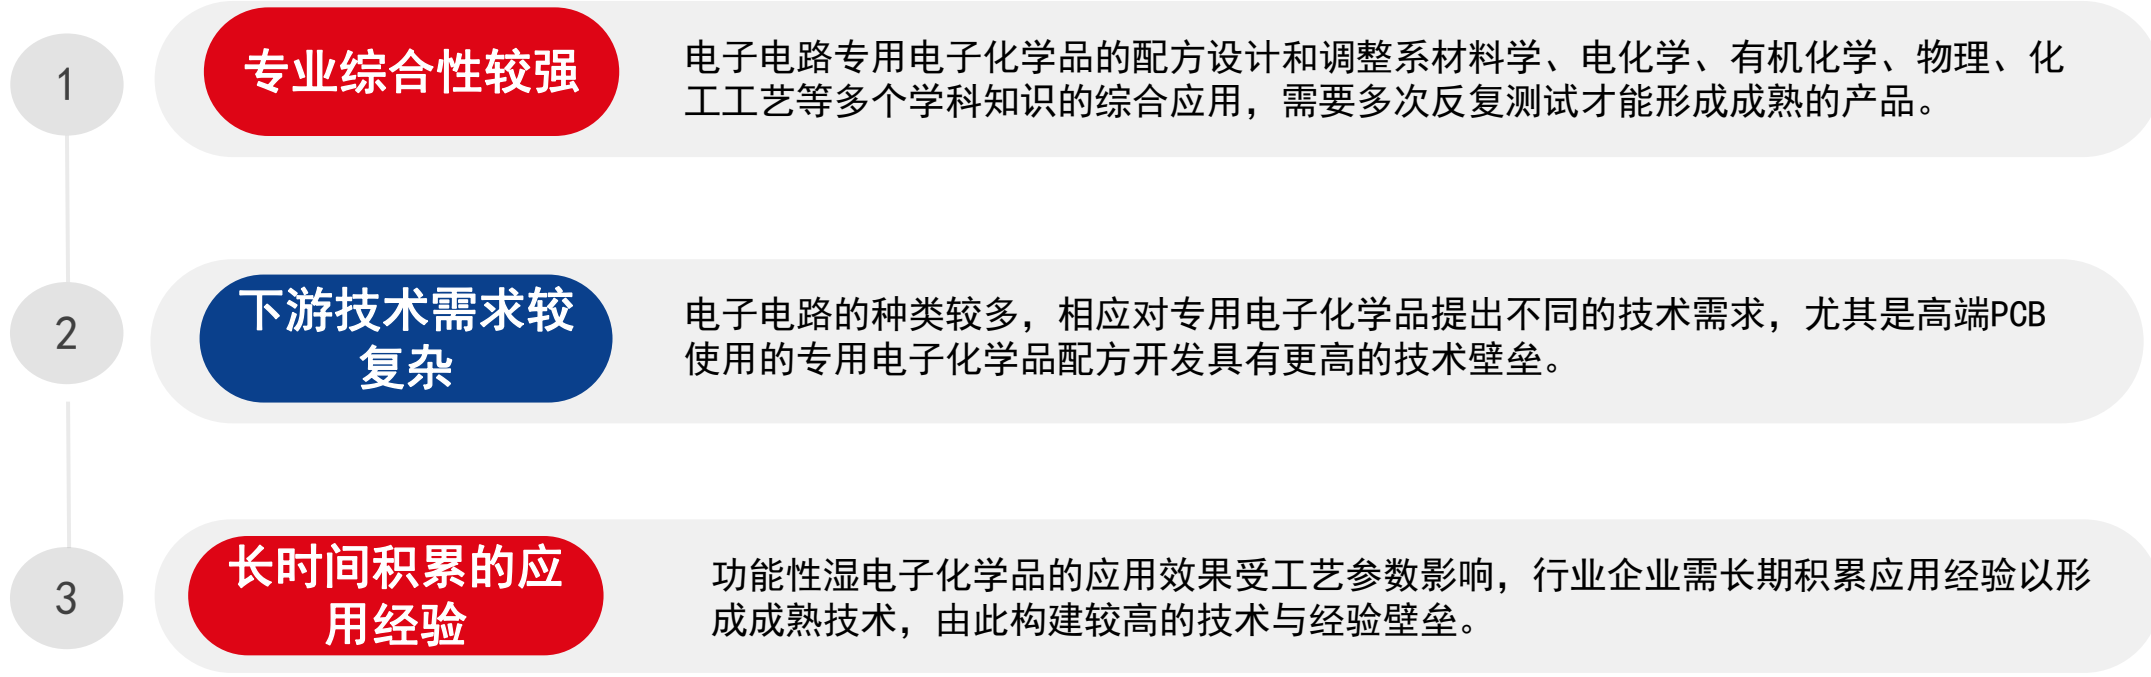 1
专业综合性较强
电子电路专用电子化学品的配方设计和调整系材料学、电化学、有机化学、物理、化
工工艺等多个学科知识的综合应用，需要多次反复测试才能形成成熟的产品。
2
下游技术需求较
复杂
电子电路的种类较多，相应对专用电子化学品提出不同的技术需求，尤其是高端PCB
使用的专用电子化学品配方开发具有更高的技术壁垒。
3
长时间积累的应
用经验
功能性湿电子化学品的应用效果受工艺参数影响，行业企业需长期积累应用经验以形
成成熟技术，由此构建较高的技术与经验壁垒。